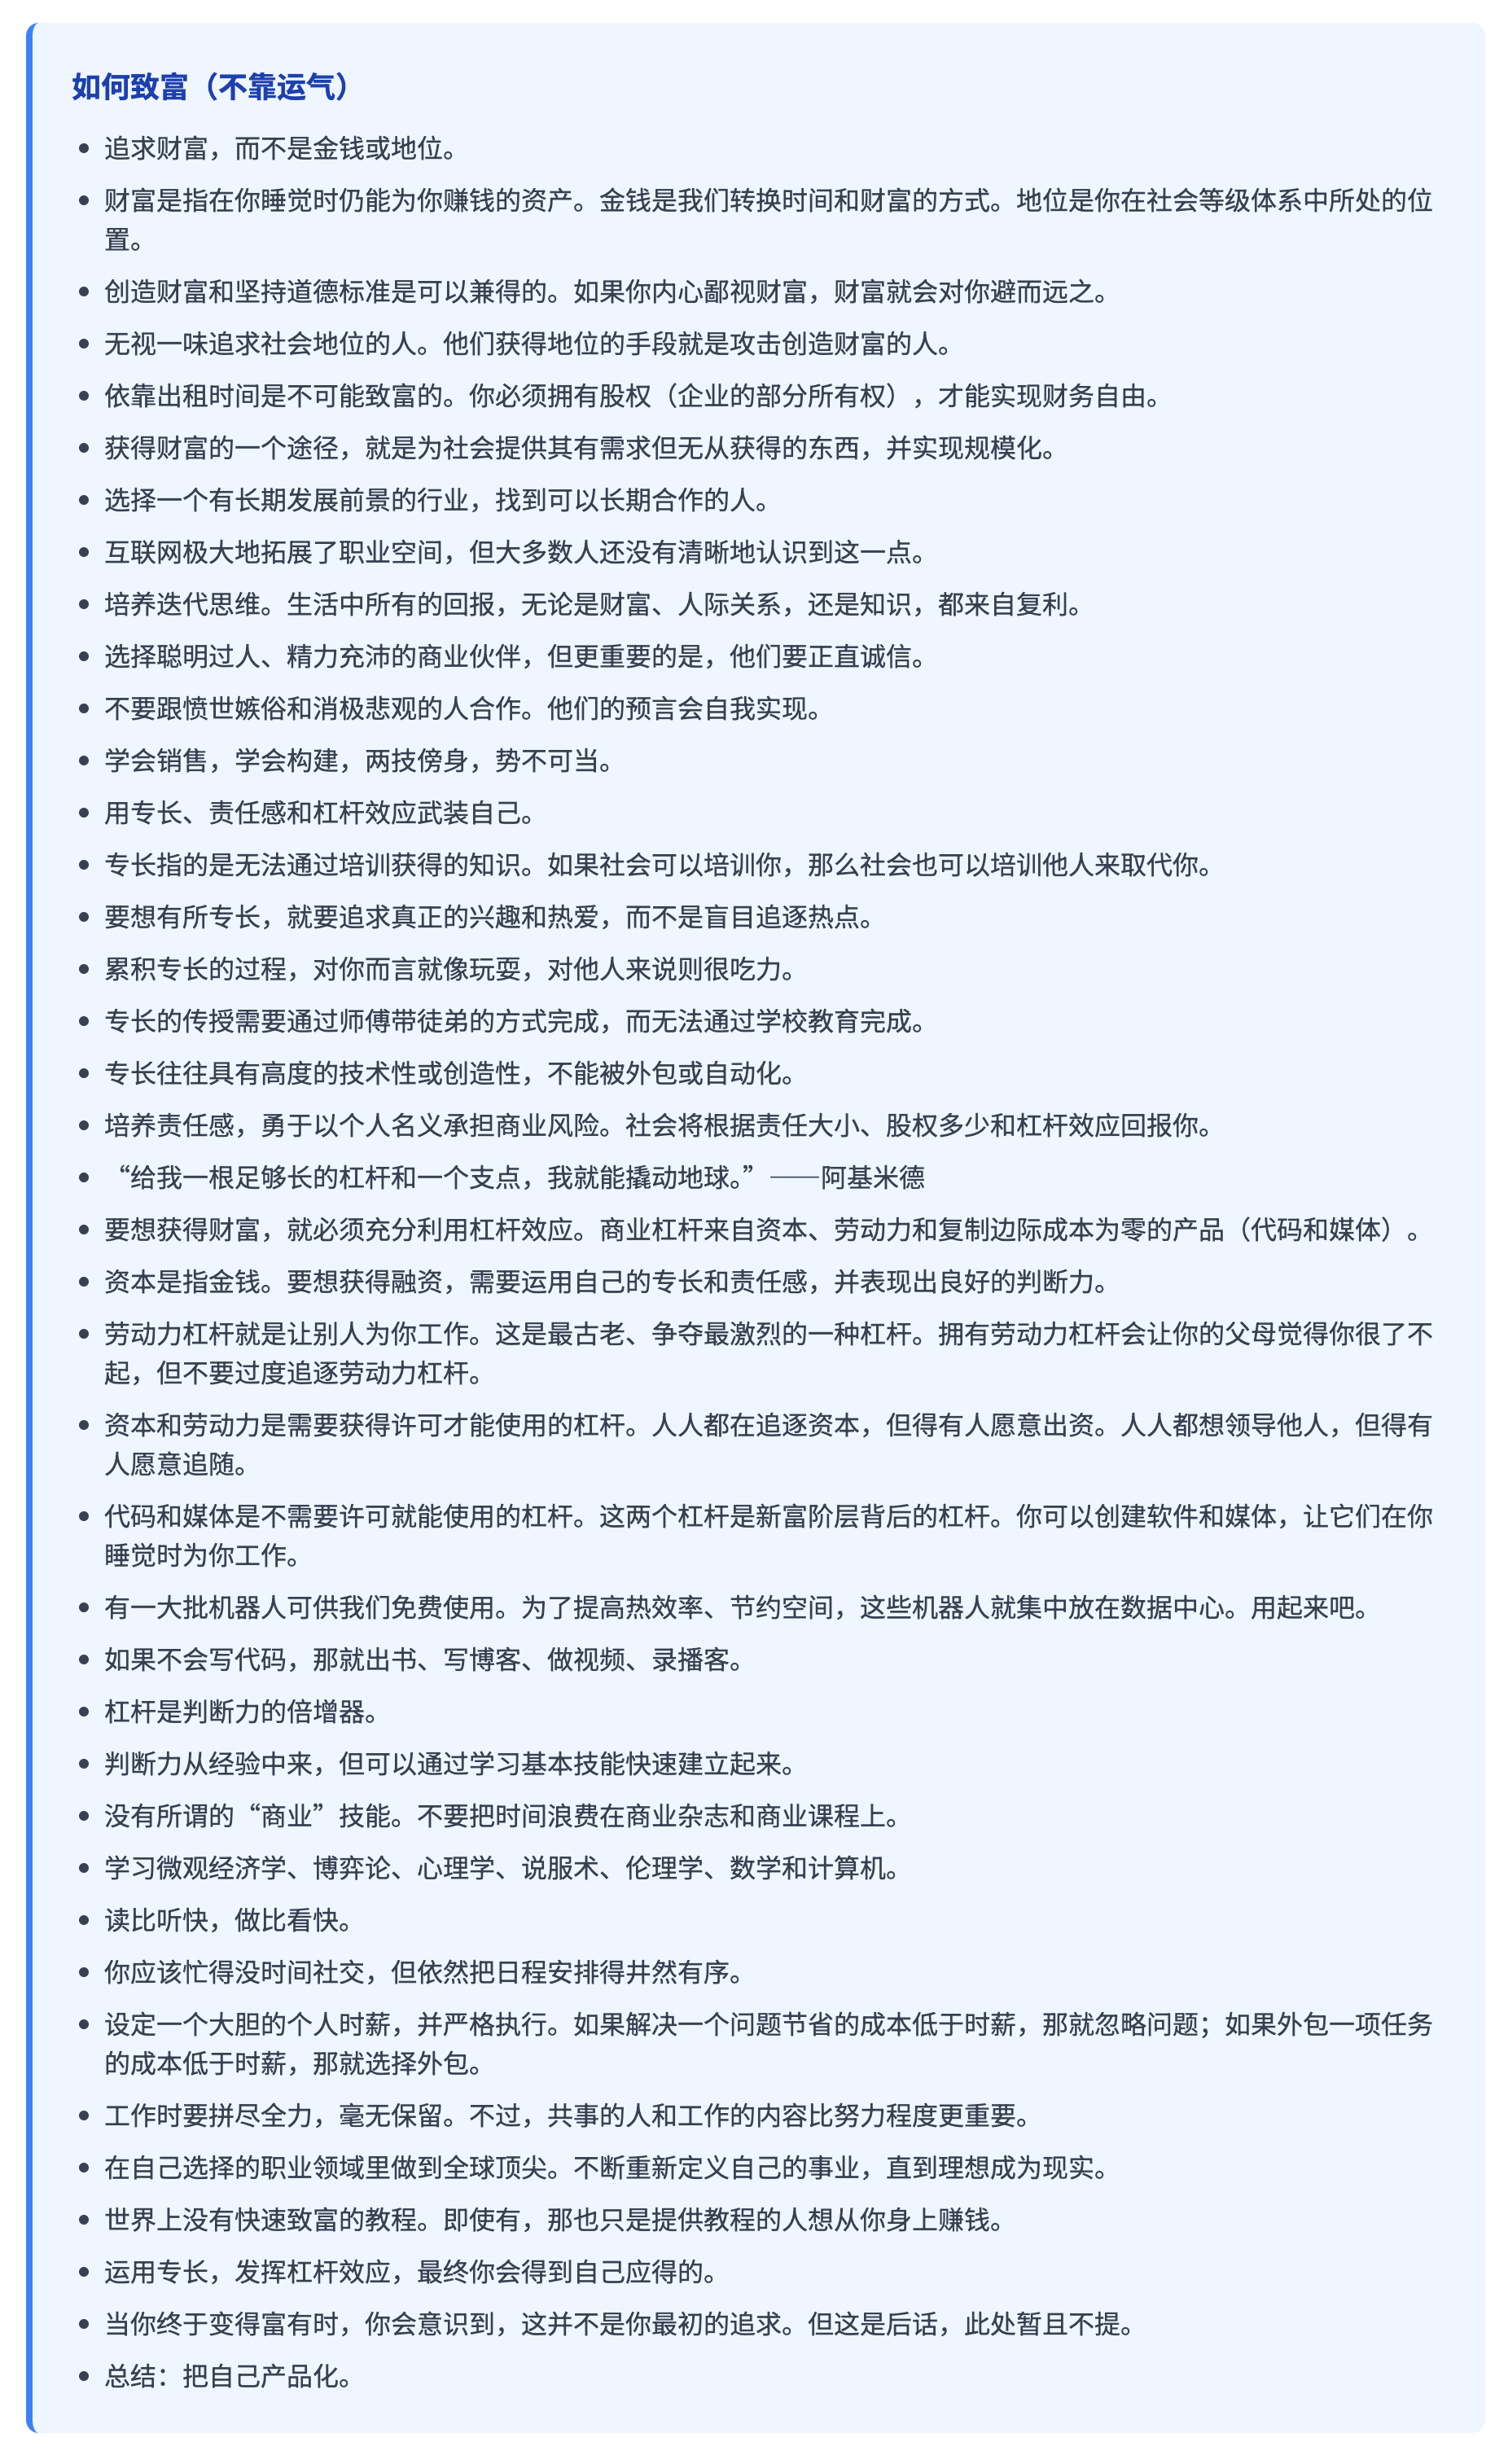 如何致富（不靠运气）
• 追求财富，而不是金钱或地位。
• 财富是指在你睡觉时仍能为你赚钱的资产。金钱是我们转换时间和财富的方式。地位是你在社会等级体系中所处的位
置。
• 创造财富和坚持道德标准是可以兼得的。如果你内心鄙视财富，财富就会对你避而远之。
• 无视一味追求社会地位的人。他们获得地位的手段就是攻击创造财富的人。
• 依靠出租时间是不可能致富的。你必须拥有股权（企业的部分所有权），才能实现财务自由。
• 获得财富的一个途径，就是为社会提供其有需求但无从获得的东西，并实现规模化。
• 选择一个有长期发展前景的行业，找到可以长期合作的人。
• 互联网极大地拓展了职业空间，但大多数人还没有清晰地认识到这一点。
• 培养迭代思维。生活中所有的回报，无论是财富、人际关系，还是知识，都来自复利。
• 选择聪明过人、精力充沛的商业伙伴，但更重要的是，他们要正直诚信。
• 不要跟愤世嫉俗和消极悲观的人合作。他们的预言会自我实现。
• 学会销售，学会构建，两技傍身，势不可当。
• 用专长、责任感和杠杆效应武装自己。
• 专长指的是无法通过培训获得的知识。如果社会可以培训你，那么社会也可以培训他人来取代你。
• 要想有所专长，就要追求真正的兴趣和热爱，而不是盲目追逐热点。
• 累积专长的过程，对你而言就像玩耍，对他人来说则很吃力。
• 专长的传授需要通过师傅带徒弟的方式完成，而无法通过学校教育完成。
• 专长往往具有高度的技术性或创造性，不能被外包或自动化。
• 培养责任感，勇于以个人名义承担商业风险。社会将根据责任大小、股权多少和杠杆效应回报你。
• “给我一根足够长的杠杆和一个支点，我就能撬动地球。”——阿基米德
• 要想获得财富，就必须充分利用杠杆效应。商业杠杆来自资本、劳动力和复制边际成本为零的产品（代码和媒体）。
• 资本是指金钱。要想获得融资，需要运用自己的专长和责任感，并表现出良好的判断力。
• 劳动力杠杆就是让别人为你工作。这是最古老、争夺最激烈的一种杠杆。拥有劳动力杠杆会让你的父母觉得你很了不
起，但不要过度追逐劳动力杠杆。
• 资本和劳动力是需要获得许可才能使用的杠杆。人人都在追逐资本，但得有人愿意出资。人人都想领导他人，但得有
人愿意追随。
• 代码和媒体是不需要许可就能使用的杠杆。这两个杠杆是新富阶层背后的杠杆。你可以创建软件和媒体，让它们在你
睡觉时为你工作。
• 有一大批机器人可供我们免费使用。为了提高热效率、节约空间，这些机器人就集中放在数据中心。用起来吧。
• 如果不会写代码，那就出书、写博客、做视频、录播客。
• 杠杆是判断力的倍增器。
• 判断力从经验中来，但可以通过学习基本技能快速建立起来。
• 没有所谓的“商业”技能。不要把时间浪费在商业杂志和商业课程上。
• 学习微观经济学、博弈论、心理学、说服术、伦理学、数学和计算机。
• 读比听快，做比看快。
• 你应该忙得没时间社交，但依然把日程安排得井然有序。
• 设定一个大胆的个人时薪，并严格执行。如果解决一个问题节省的成本低于时薪，那就忽略问题；如果外包一项任务
的成本低于时薪，那就选择外包。
• 工作时要拼尽全力，毫无保留。不过，共事的人和工作的内容比努力程度更重要。
• 在自己选择的职业领域里做到全球顶尖。不断重新定义自己的事业，直到理想成为现实。
• 世界上没有快速致富的教程。即使有，那也只是提供教程的人想从你身上赚钱。
• 运用专长，发挥杠杆效应，最终你会得到自己应得的。
• 当你终于变得富有时，你会意识到，这并不是你最初的追求。但这是后话，此处暂且不提。
• 总结：把自己产品化。